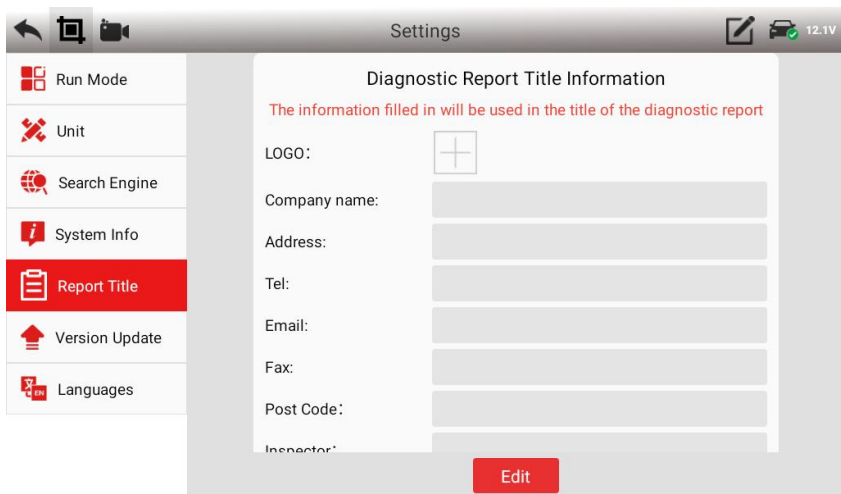 Settings
12.1V
Run Mode
Unit
Search Engine
System Info
Report Title
Version Update
EN
Languages
Diagnostic Report Title Information
The information filled in will be used in the title of the diagnostic report
LOGO：
Company name:
Address:
Tel:
Email:
Fax:
Post Code：
Inspector：
Edit